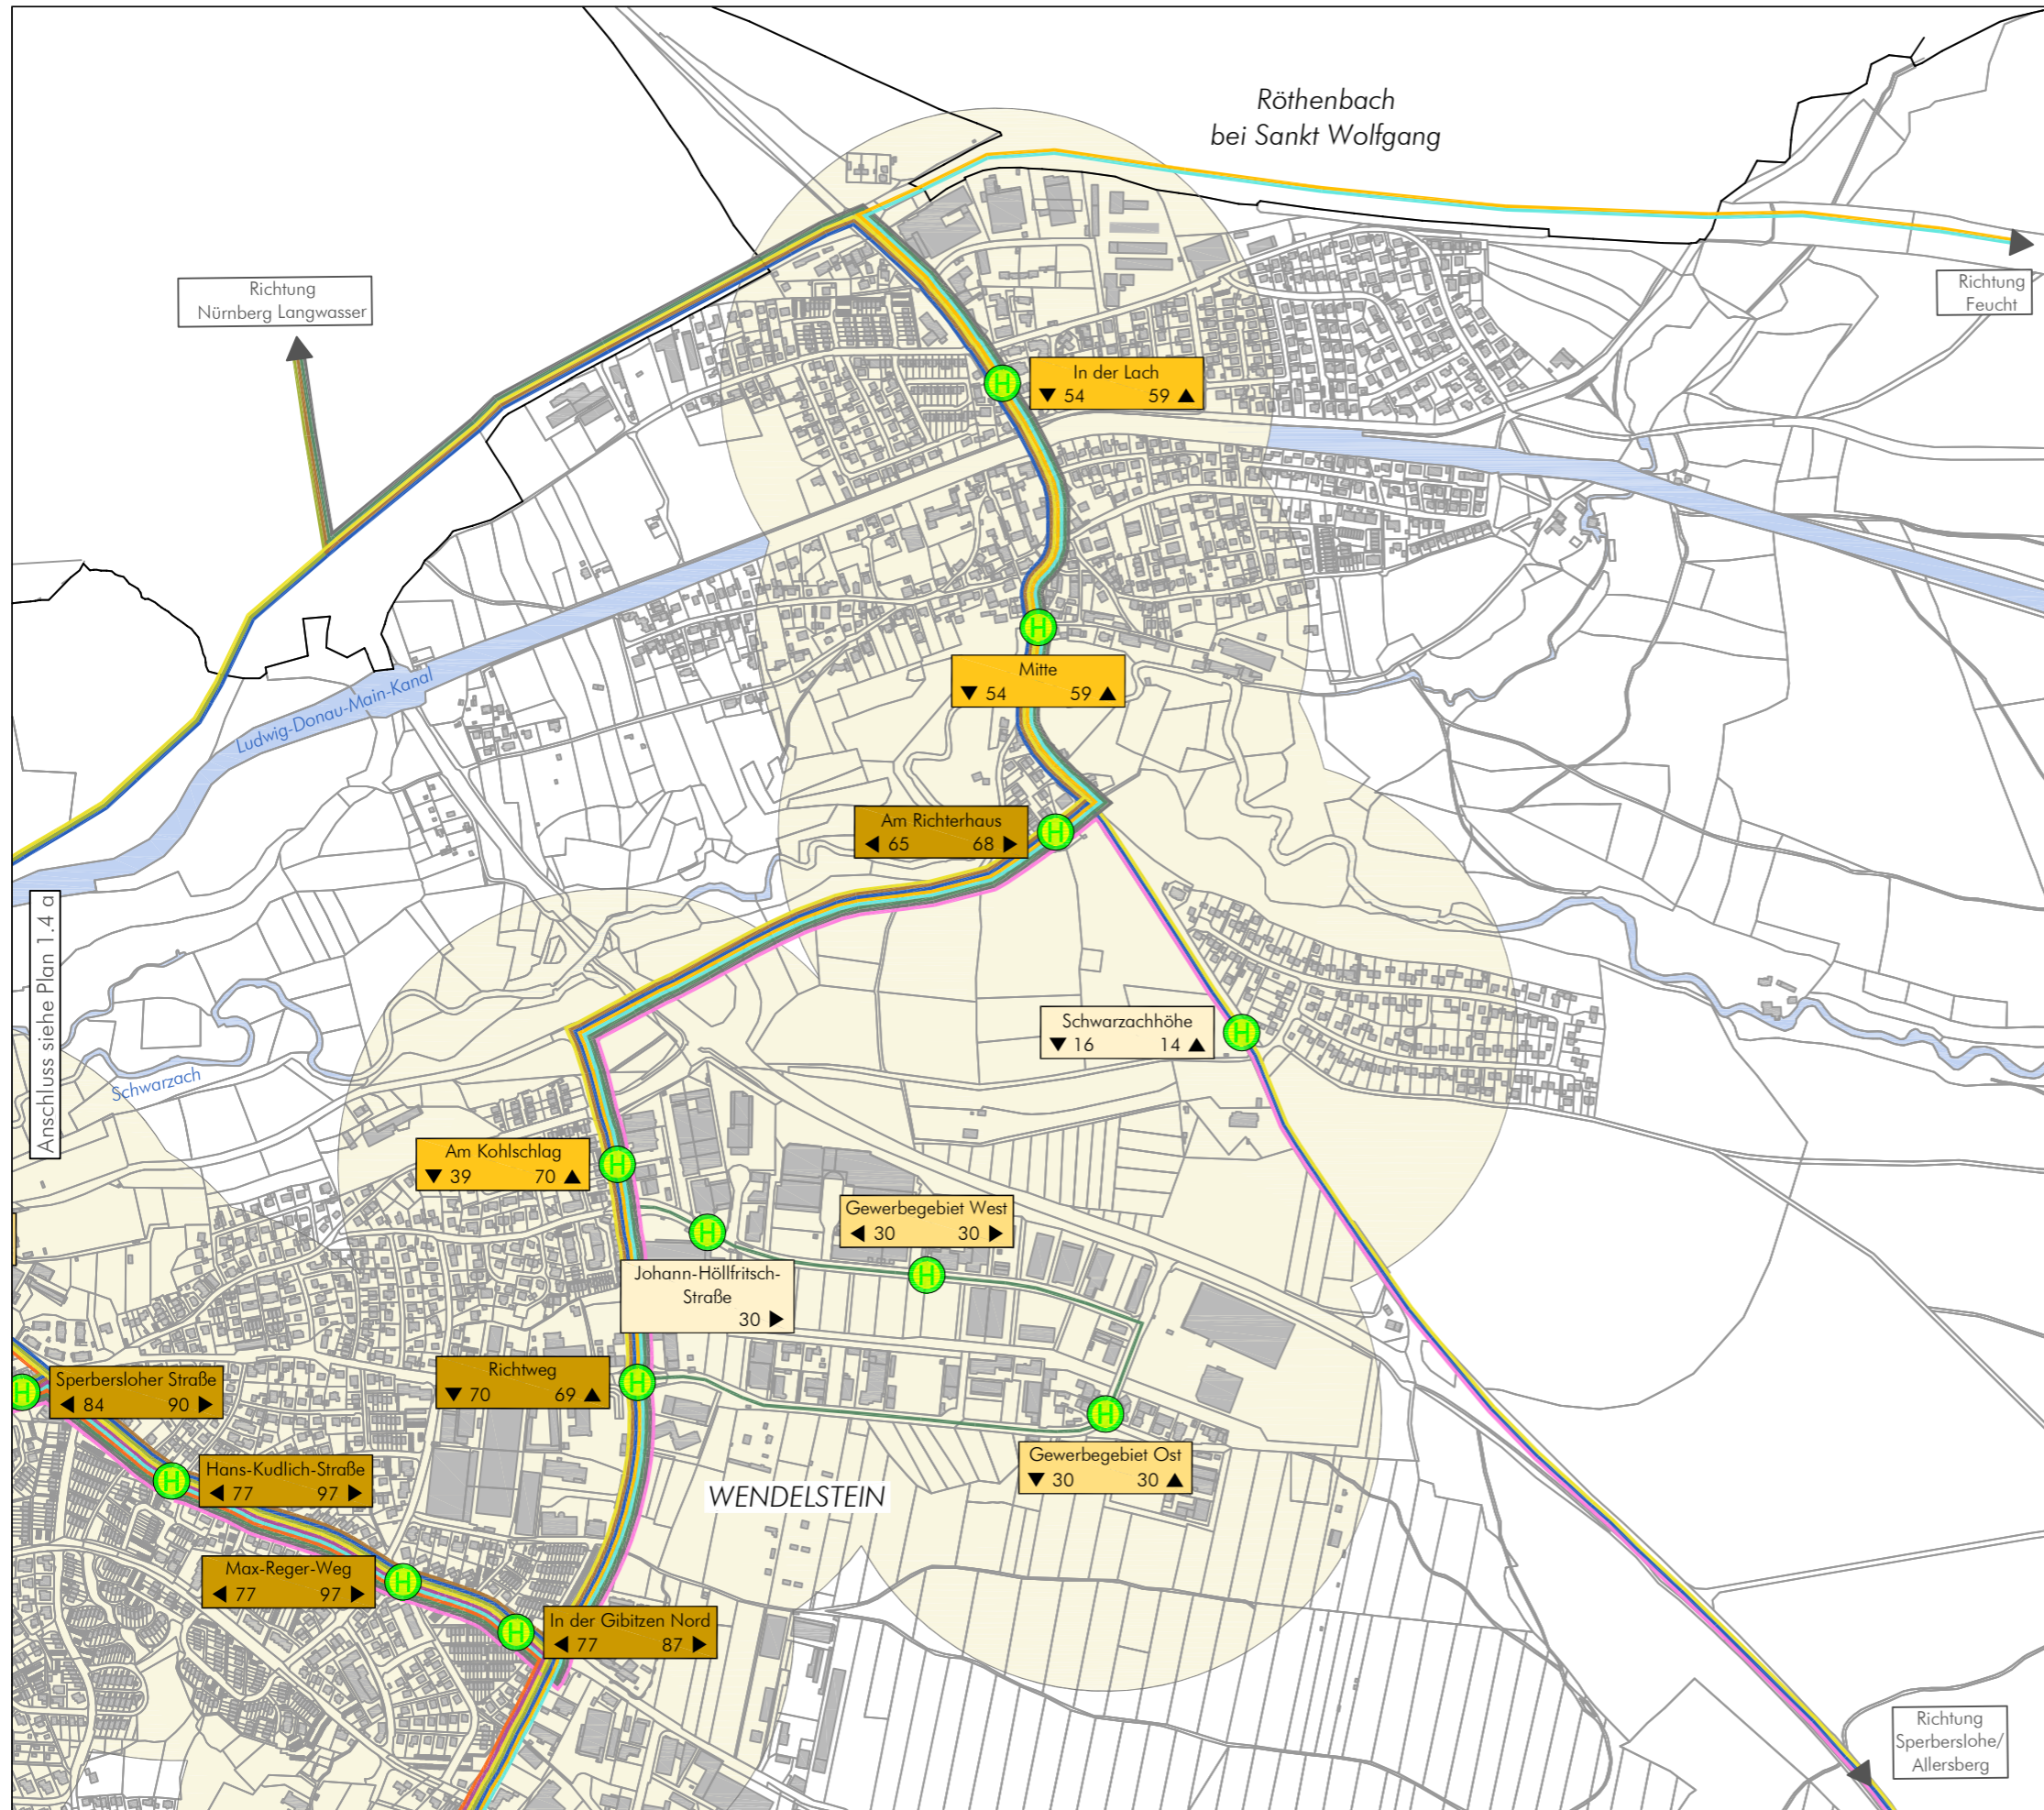 Röthenbach
bei Sankt Wolfgang
Richtung
Nürnberg Langwasser
Richtung
Feucht
H
In der Lach
▼ 54 59 ▲
H
Mitte
▼ 54 59 ▲
Ludwig-Donau-Main-Kanal
Am Richterhaus
◀ 65 68 ▶
H
Anschluss siehe Plan 1.4 a
Schwarzach
Schwarzachhöhe
▼ 16 14 ▲
H
Am Kohlschlag
▼ 39 70 ▲
H
H
Gewerbegebiet West
◀ 30 30 ▶
H
Johann-Höllfritsch-
Straße
30 ▶
Richtweg
▼ 70 69 ▲
H
H
Sperbersloher Straße
◀ 84 90 ▶
H
Gewerbegebiet Ost
▼ 30 30 ▲
H
Hans-Kudlich-Straße
◀ 77 97 ▶
WENDELSTEIN
Max-Reger-Weg
◀ 77 97 ▶
H
H
In der Gibitzen Nord
◀ 77 87 ▶
Richtung
Sperberslohe/
Allersberg